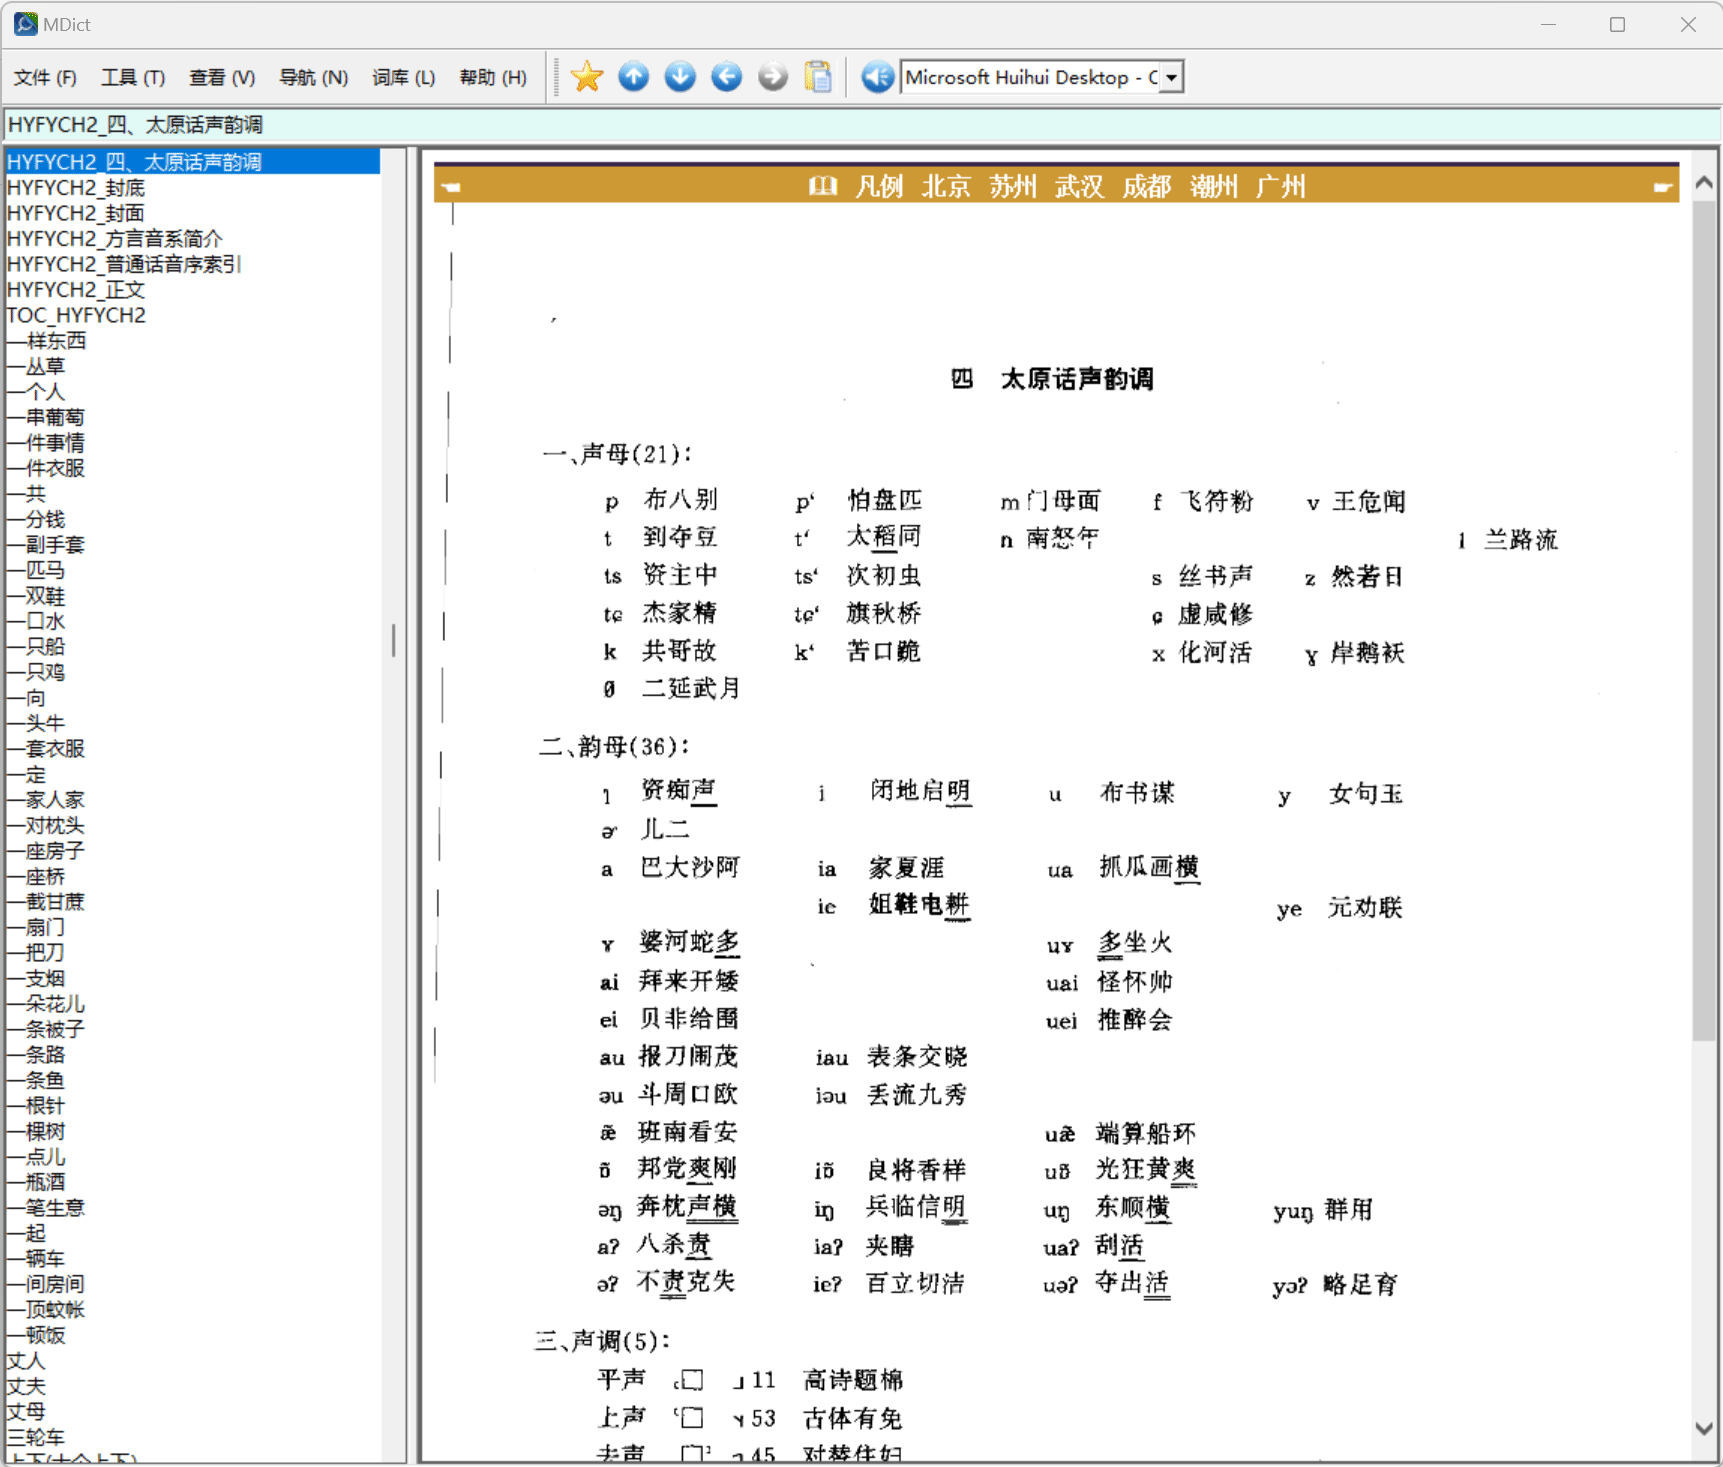 MDict
文件 (F) 工具 (T) 查看 (V) 导航 (N) 词库 (L) 帮助 (H) Microsoft Huihui Desktop - C
HYFYCH2_四、太原话声韵调
HYFYCH2_四、太原话声韵调
HYFYCH2_封底
HYFYCH2_封面
HYFYCH2_方言音系简介
HYFYCH2_普通话音序索引
HYFYCH2_正文
TOC_HYFYCH2
一样东西
一丛草
一个人
一串葡萄
一件事情
一件衣服
一共
一分钱
一副手套
一匹马
一双鞋
一口水
一只船
一只鸡
一向
一头牛
一套衣服
一定
一家人家
一对枕头
一座房子
一座桥
一截甘蔗
一扇门
一把刀
一支烟
一朵花儿
一条被子
一条路
一条鱼
一根针
一棵树
一点儿
一瓶酒
一笔生意
一起
一辆车
一间房间
一顶蚊帐
一顿饭
丈人
丈夫
丈母
三轮车
上下(十个上下)
凡例 北京 苏州 武汉 成都 潮州 广州
四 太原话声韵调
一、声母(21):
p 布八别 p‘ 怕盘匹 m 门母面 f 飞符粉 v 王危闻
t 到夺豆 t‘ 太稻同 n 南怒年 l 兰路流
ts 资主中 ts‘ 次初虫 s 丝书声 z 然若日
tɕ 杰家精 tɕ‘ 旗秋桥 ɕ 虚咸修
k 共哥故 k‘ 苦口跪 x 化河活 ɣ 岸鹅袄
ø 二延武月
二、韵母(36):
ɿ 资痴声 i 闭地启明 u 布书谋 y 女句玉
ɚ 儿二
a 巴大沙阿 ia 家夏涯 ua 抓瓜画横
ie 姐鞋电耕 ye 元劝联
ɤ 婆河蛇多 uɤ 多坐火
ai 拜来开矮 uai 怪怀帅
ei 贝非给围 uei 推醉会
au 报刀闹茂 iau 表条交晓
əu 斗周口欧 iəu 丢流九秀
æ̃ 班南看安 uæ̃ 端算船环
ɒ̃ 邦党爽刚 iɒ̃ 良将香样 uɒ̃ 光狂黄爽
əŋ 奔枕声横 iŋ 兵临信明 uŋ 东顺横 yuŋ 群用
aʔ 八杀责 iaʔ 夹瞎 uaʔ 刮活
əʔ 不责克失 ieʔ 百立切洁 uəʔ 夺出活 yəʔ 略足育
三、声调(5):
平声 ꜀□ ˩ 11 高诗题棉
上声 ꜂□ ˥˧ 53 古体有免
去声 □꜄ ˦˥ 45 对替住妇